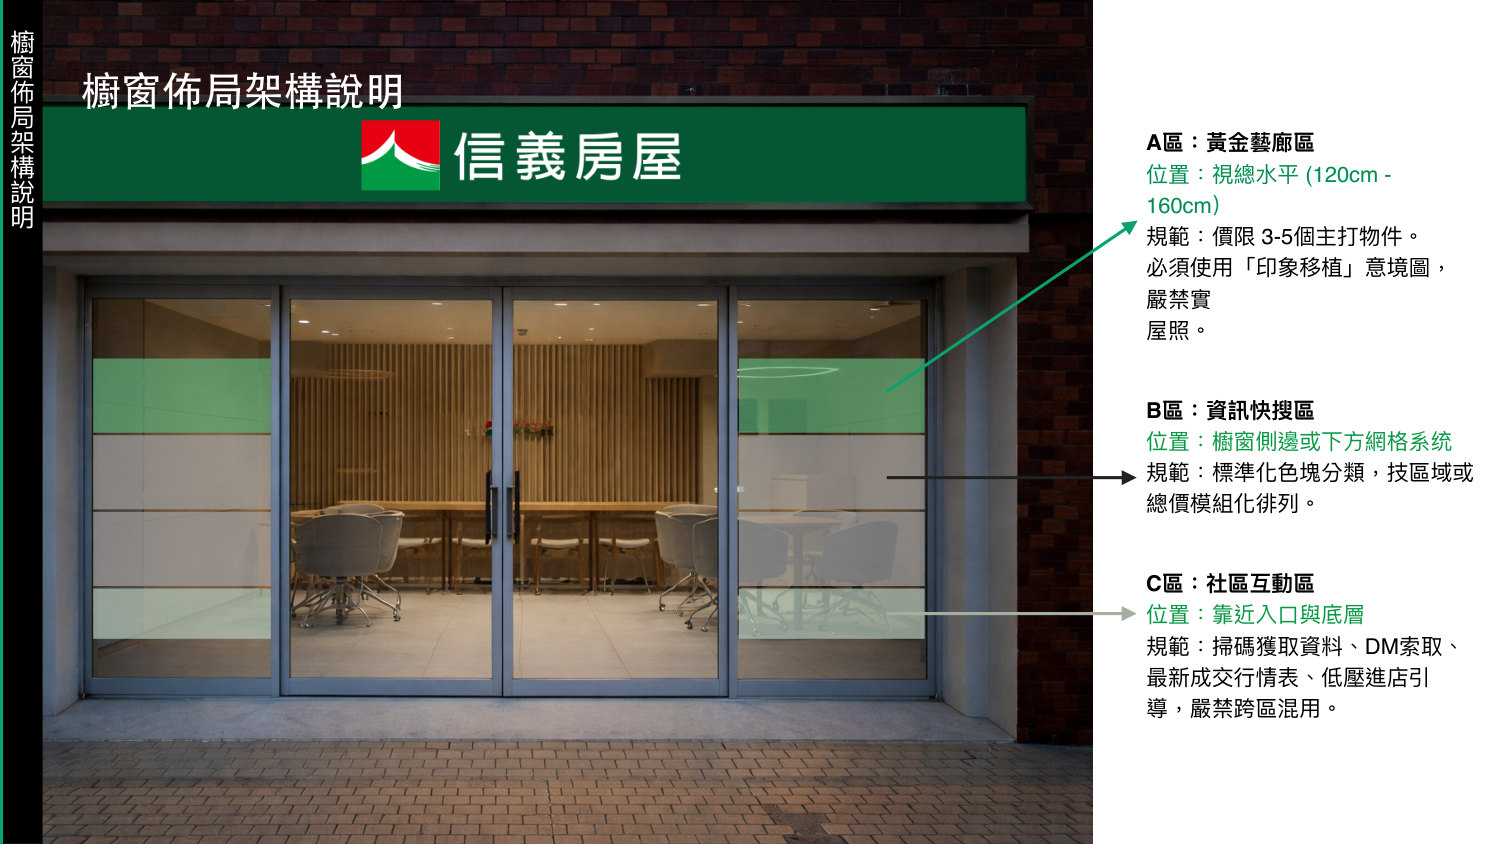 櫥窗佈局架構說明
櫥窗佈局架構說明
信義房屋
A區：黃金藝廊區
位置：視總水平 (120cm -
160cm)
規範：價限 3-5個主打物件。
必須使用「印象移植」意境圖，
嚴禁實
屋照。
B區：資訊快搜區
位置：櫥窗側邊或下方網格系统
規範：標準化色塊分類，技區域或
總價模組化徘列。
C區：社區互動區
位置：靠近入口與底層
規範：掃碼獲取資料、DM索取、
最新成交行情表、低壓進店引
導，嚴禁跨區混用。